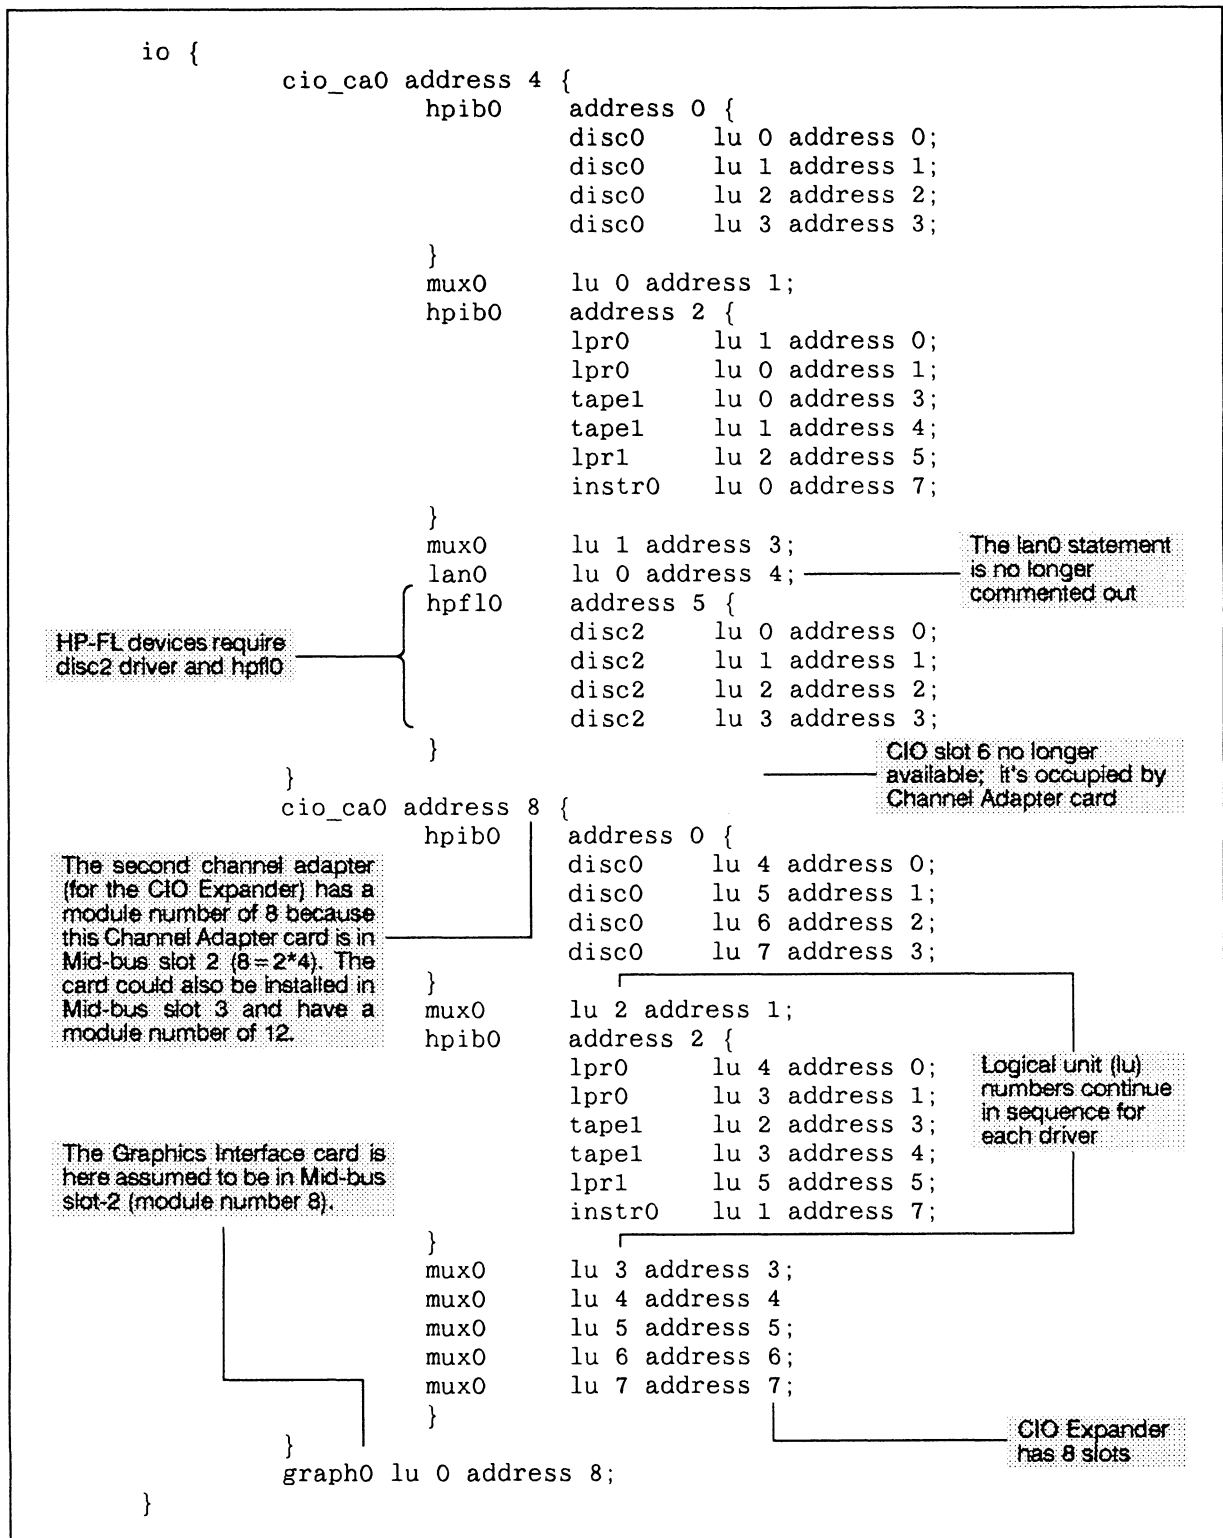 io {
cio_ca0 address 4 {
hpib0 address 0 {
disc0 lu 0 address 0;
disc0 lu 1 address 1;
disc0 lu 2 address 2;
disc0 lu 3 address 3;
}
mux0 lu 0 address 1;
hpib0 address 2 {
lpr0 lu 1 address 0;
lpr0 lu 0 address 1;
tape1 lu 0 address 3;
tape1 lu 1 address 4;
lpr1 lu 2 address 5;
instr0 lu 0 address 7;
}
mux0 lu 1 address 3;
lan0 lu 0 address 4;
The lan0 statement
is no longer
commented out
hpfl0 address 5 {
HP-FL devices require
disc2 driver and hpfl0
disc2 lu 0 address 0;
disc2 lu 1 address 1;
disc2 lu 2 address 2;
disc2 lu 3 address 3;
}
CIO slot 6 no longer
available; it's occupied by
Channel Adapter card
}
cio_ca0 address 8 {
The second channel adapter
(for the CIO Expander) has a
module number of 8 because
this Channel Adapter card is in
Mid-bus slot 2 (8=2*4). The
card could also be installed in
Mid-bus slot 3 and have a
module number of 12.
hpib0 address 0 {
disc0 lu 4 address 0;
disc0 lu 5 address 1;
disc0 lu 6 address 2;
disc0 lu 7 address 3;
}
mux0 lu 2 address 1;
hpib0 address 2 {
lpr0 lu 4 address 0;
lpr0 lu 3 address 1;
tape1 lu 2 address 3;
tape1 lu 3 address 4;
lpr1 lu 5 address 5;
instr0 lu 1 address 7;
Logical unit (lu)
numbers continue
in sequence for
each driver
The Graphics Interface card is
here assumed to be in Mid-bus
slot-2 (module number 8).
}
mux0 lu 3 address 3;
mux0 lu 4 address 4
mux0 lu 5 address 5;
mux0 lu 6 address 6;
mux0 lu 7 address 7;
}
CIO Expander
has 8 slots
}
graph0 lu 0 address 8;
}